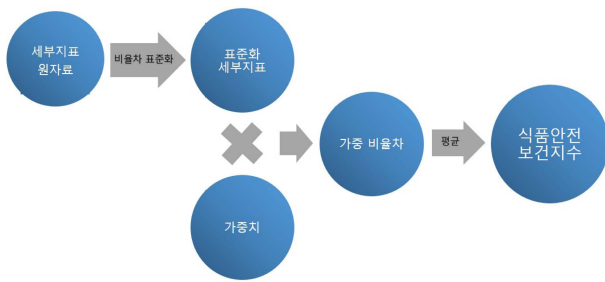 세부지표
원자료
비율차 표준화
표준화
세부지표
가중치
가중 비율차
평균
식품안전
보건지수